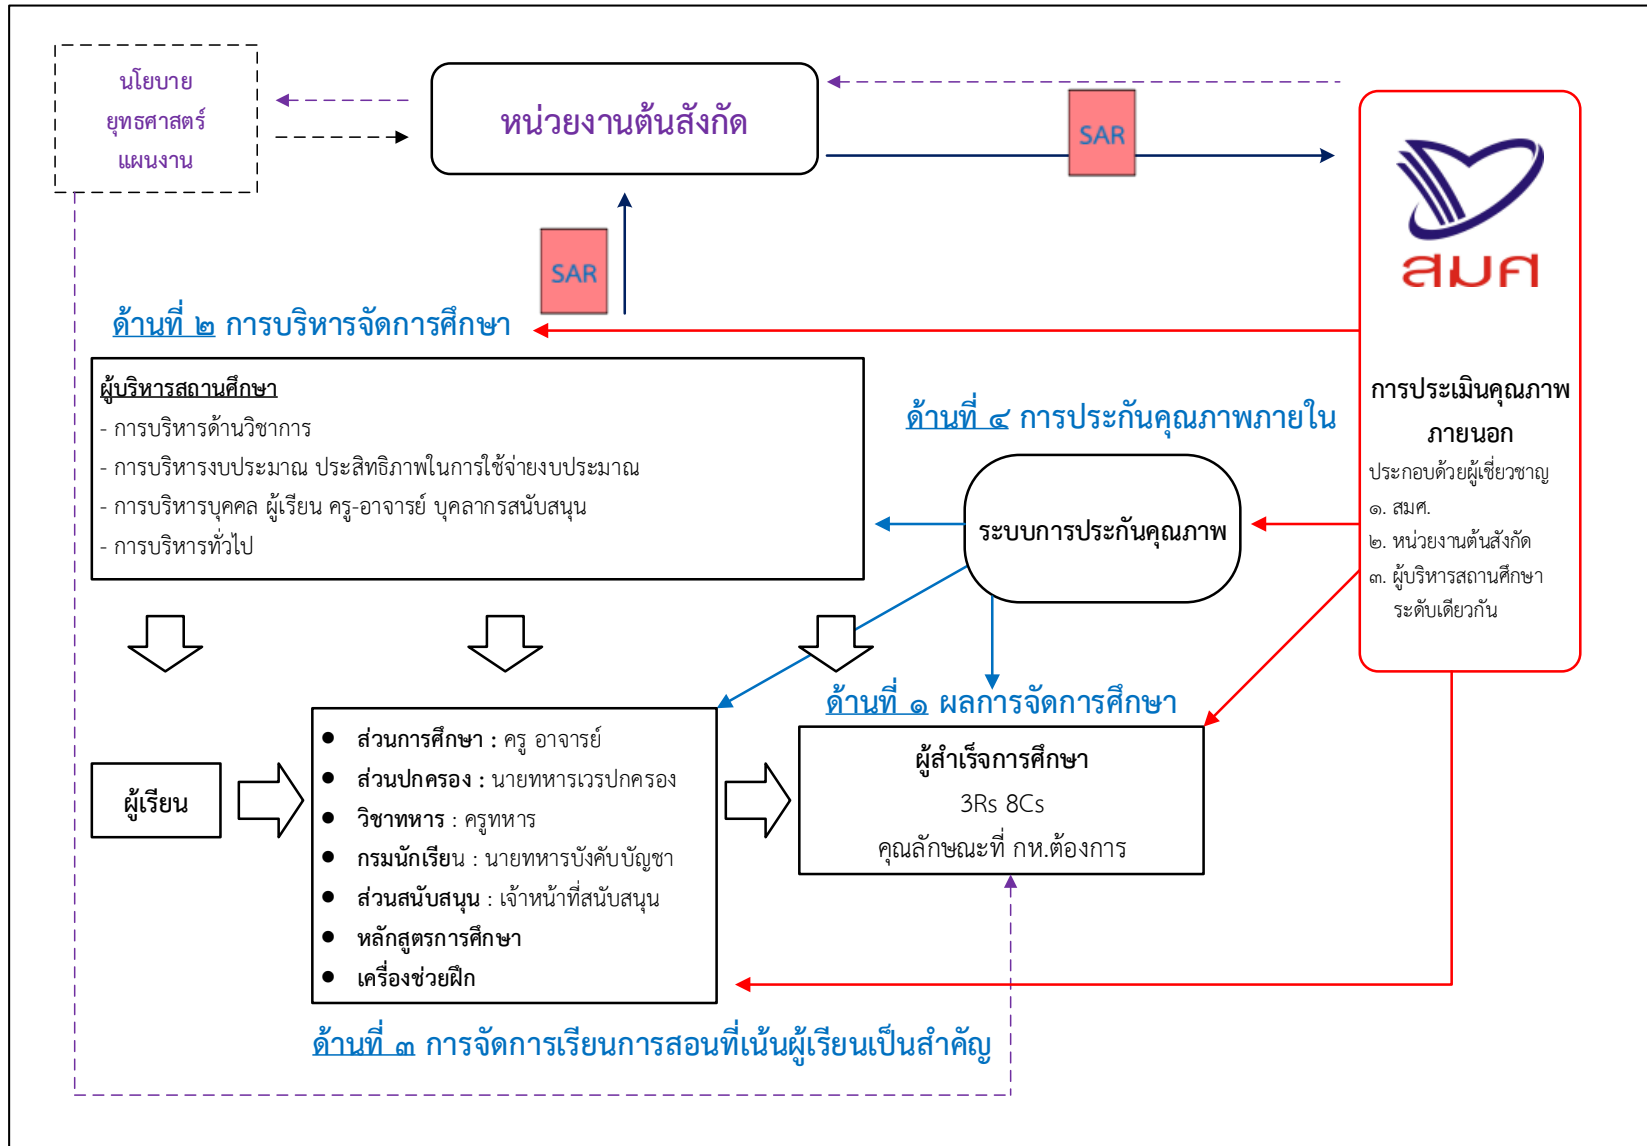 นโยบาย
ยุทธศาสตร์
แผนงาน
หน่วยงานต้นสังกัด
SAR
SAR
สมศ
ด้านที่ ๒ การบริหารจัดการศึกษา
ผู้บริหารสถานศึกษา
- การบริหารด้านวิชาการ
- การบริหารงบประมาณ ประสิทธิภาพในการใช้จ่ายงบประมาณ
- การบริหารบุคคล ผู้เรียน ครู-อาจารย์ บุคลากรสนับสนุน
- การบริหารทั่วไป
ด้านที่ ๔ การประกันคุณภาพภายใน
ระบบการประกันคุณภาพ
การประเมินคุณภาพ
ภายนอก
ประกอบด้วยผู้เชี่ยวชาญ
๑. สมศ.
๒. หน่วยงานต้นสังกัด
๓. ผู้บริหารสถานศึกษา
ระดับเดียวกัน
ด้านที่ ๑ ผลการจัดการศึกษา
ผู้เรียน
● ส่วนการศึกษา : ครู อาจารย์
● ส่วนปกครอง : นายทหารเวรปกครอง
● วิชาทหาร : ครูทหาร
● กรมนักเรียน : นายทหารบังคับบัญชา
● ส่วนสนับสนุน : เจ้าหน้าที่สนับสนุน
● หลักสูตรการศึกษา
● เครื่องช่วยฝึก
ผู้สำเร็จการศึกษา
3Rs 8Cs
คุณลักษณะที่ กห.ต้องการ
ด้านที่ ๓ การจัดการเรียนการสอนที่เน้นผู้เรียนเป็นสำคัญ